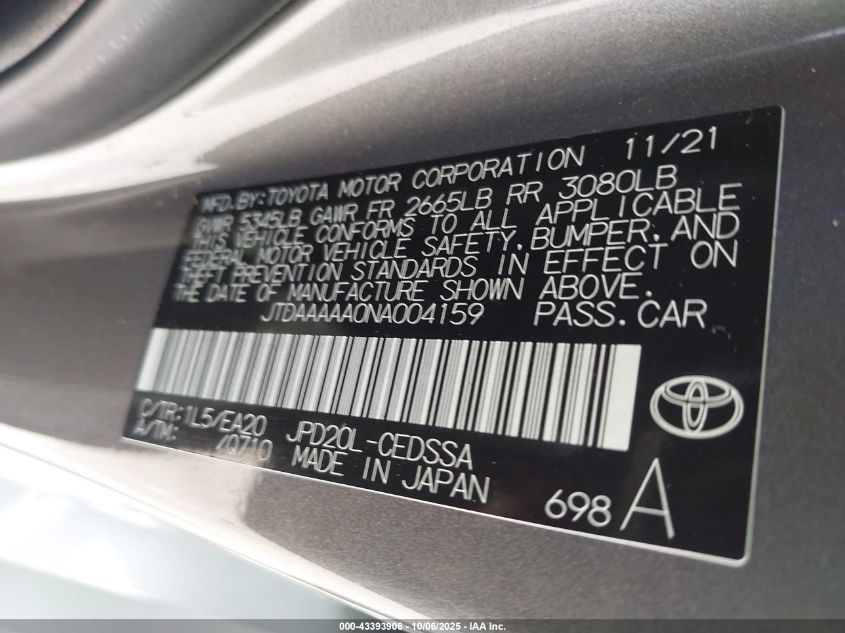 MFD.BY:TOYOTA MOTOR CORPORATION 11/21
GVWR 5345LB GAWR FR 2665LB RR 3080LB
THIS VEHICLE CONFORMS TO ALL APPLICABLE
FEDERAL MOTOR VEHICLE SAFETY,BUMPER,AND
THEFT PREVENTION STANDARDS IN EFFECT ON
THE DATE OF MANUFACTURE SHOWN ABOVE.
JTDAAAAA0NA004159 PASS.CAR
C/TR:1L5/EA20 JPD20L-CEDSSA
A/TM: /Q710 MADE IN JAPAN
698 A
000-43393906 - 10/06/2025 - IAA Inc.